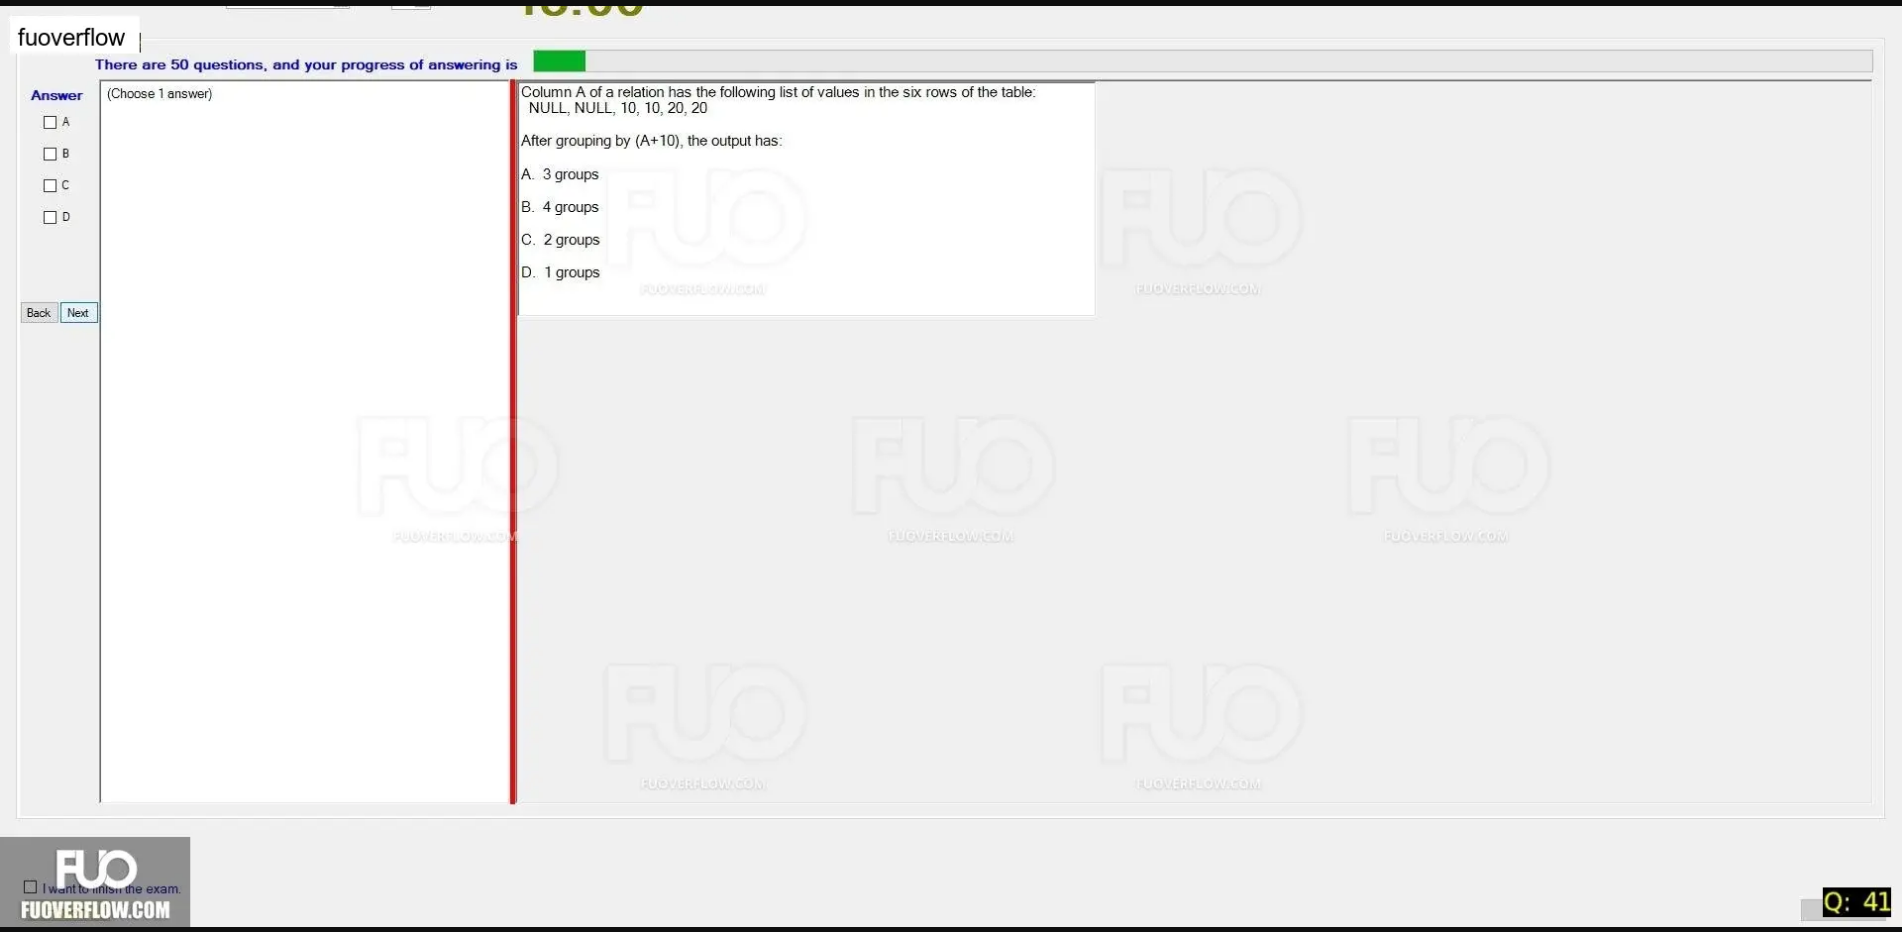 fuoverflow
There are 50 questions, and your progress of answering is
Answer
A
B
C
D
Back
Next
(Choose 1 answer)
Column A of a relation has the following list of values in the six rows of the table:
NULL, NULL, 10, 10, 20, 20
After grouping by (A+10), the output has:
A. 3 groups
B. 4 groups
C. 2 groups
D. 1 groups
FUO
FUOVERFLOW.COM
FUO
FUOVERFLOW.COM
FUO
FUOVERFLOW.COM
FUO
FUOVERFLOW.COM
FUO
FUOVERFLOW.COM
FUO
FUOVERFLOW.COM
FUO
FUOVERFLOW.COM
FUO
I want to finish the exam.
FUOVERFLOW.COM
Q: 41